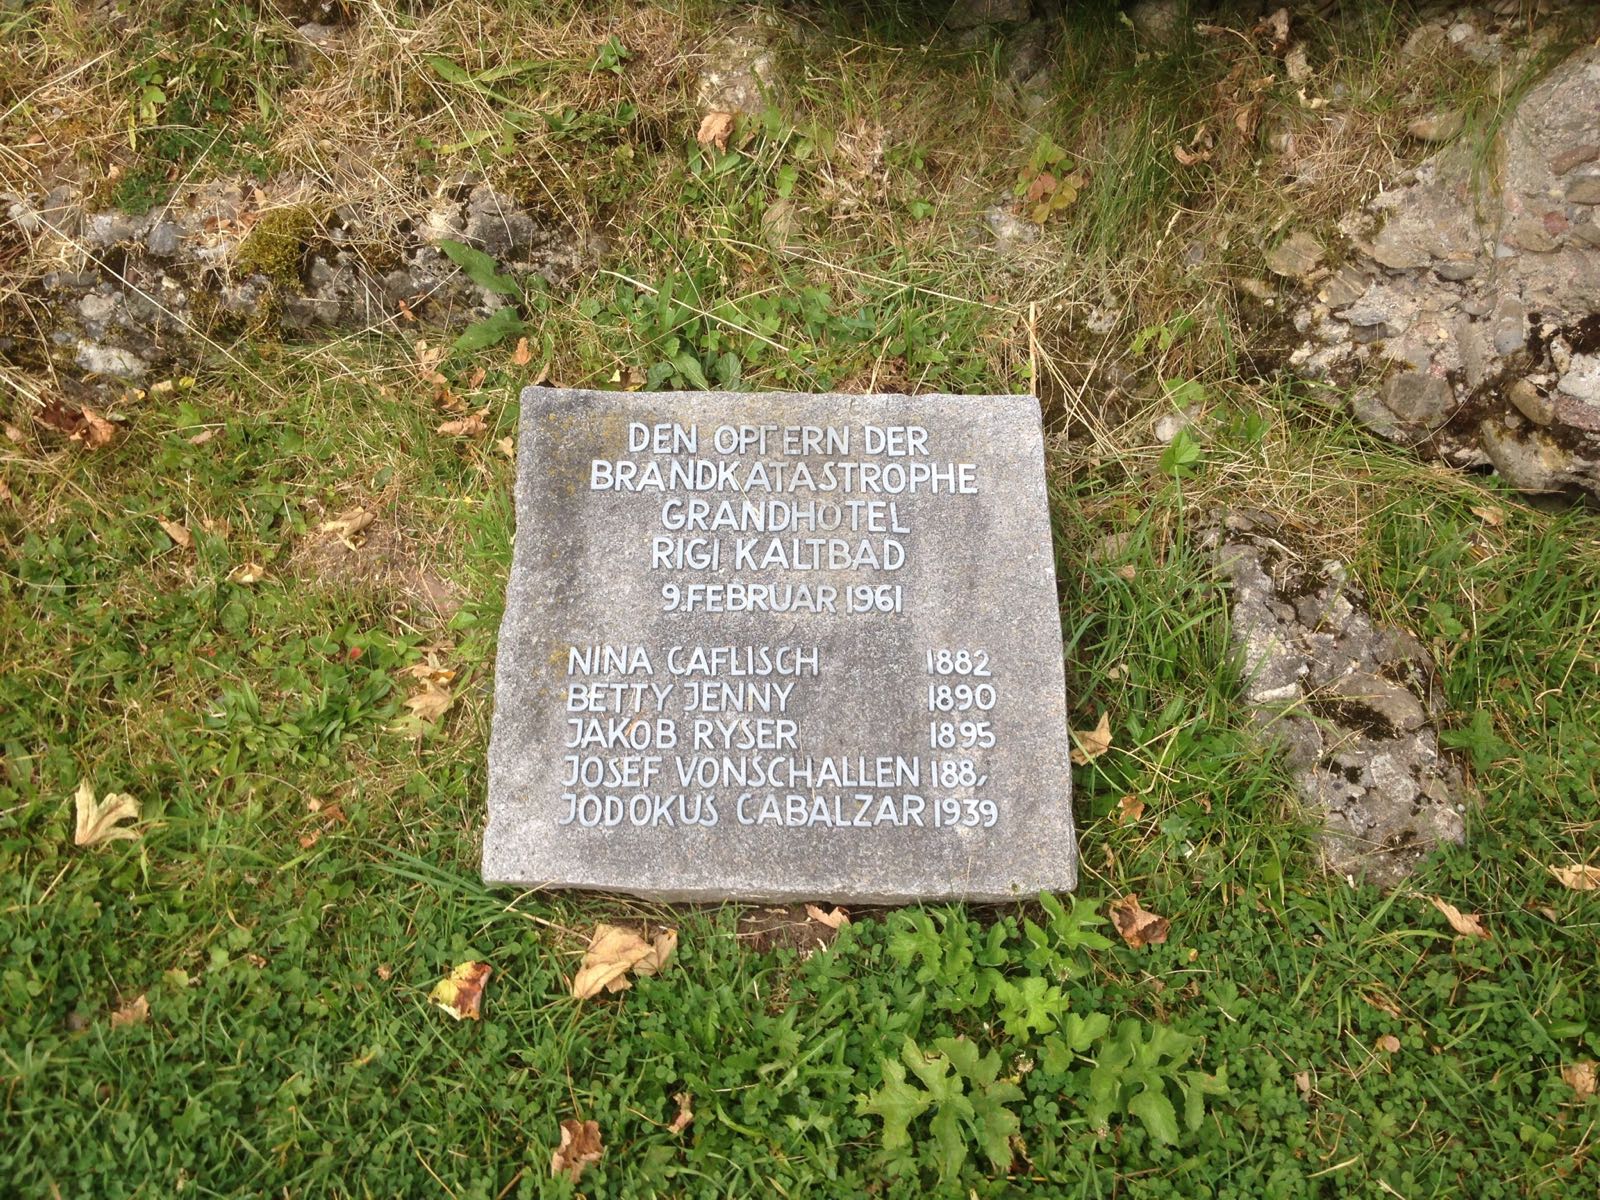 DEN OPFERN DER
BRANDKATASTROPHE
GRANDHOTEL
RIGI KALTBAD
9. FEBRUAR 1961
NINA CAFLISCH 1882
BETTY JENNY 1890
JAKOB RYSER 1895
JOSEF VONSCHALLEN
JODOKUS CABALZAR 1939